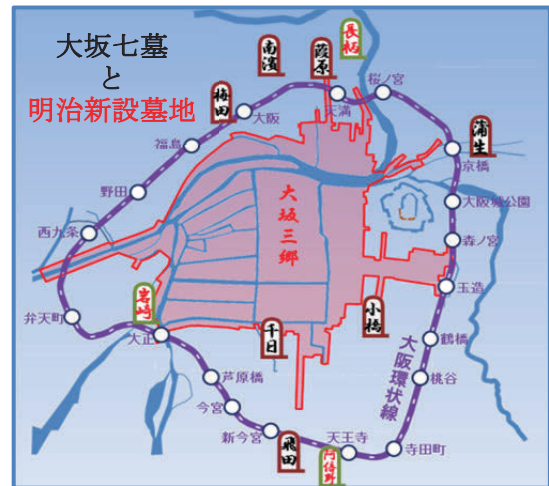 大坂七墓
と
明治新設墓地
南濱
葭原
長柄
梅田
大阪
天満
桜ノ宮
蒲生
福島
京橋
野田
大阪城公園
大坂三郷
西九条
森ノ宮
玉造
岩崎
弁天町
大正
千日
小橋
鶴橋
大阪環状線
芦原橋
桃谷
今宮
新今宮
飛田
天王寺
阿倍野
寺田町